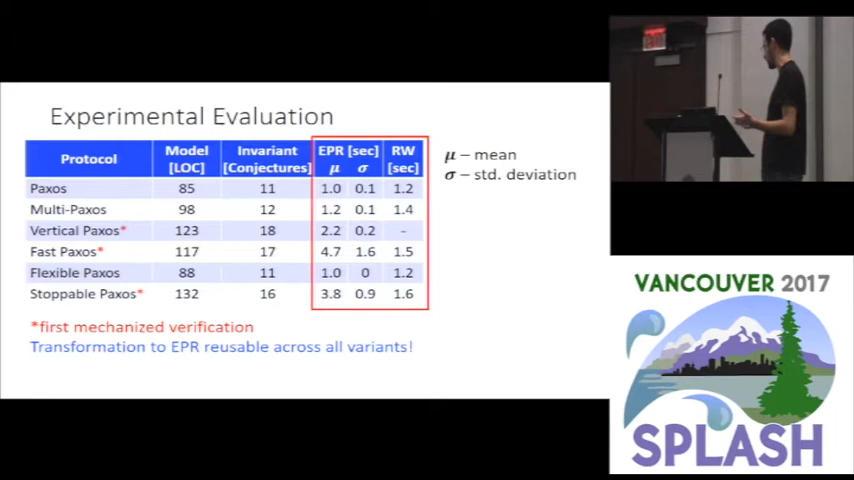 Experimental Evaluation
Protocol Model [LOC] Invariant [Conjectures] EPR [sec] μ σ RW [sec]
Paxos 85 11 1.0 0.1 1.2
Multi-Paxos 98 12 1.2 0.1 1.4
Vertical Paxos* 123 18 2.2 0.2 -
Fast Paxos* 117 17 4.7 1.6 1.5
Flexible Paxos 88 11 1.0 0 1.2
Stoppable Paxos* 132 16 3.8 0.9 1.6
*first mechanized verification
Transformation to EPR reusable across all variants!
μ – mean
σ – std. deviation
EXIT
VANCOUVER 2017
SPLASH